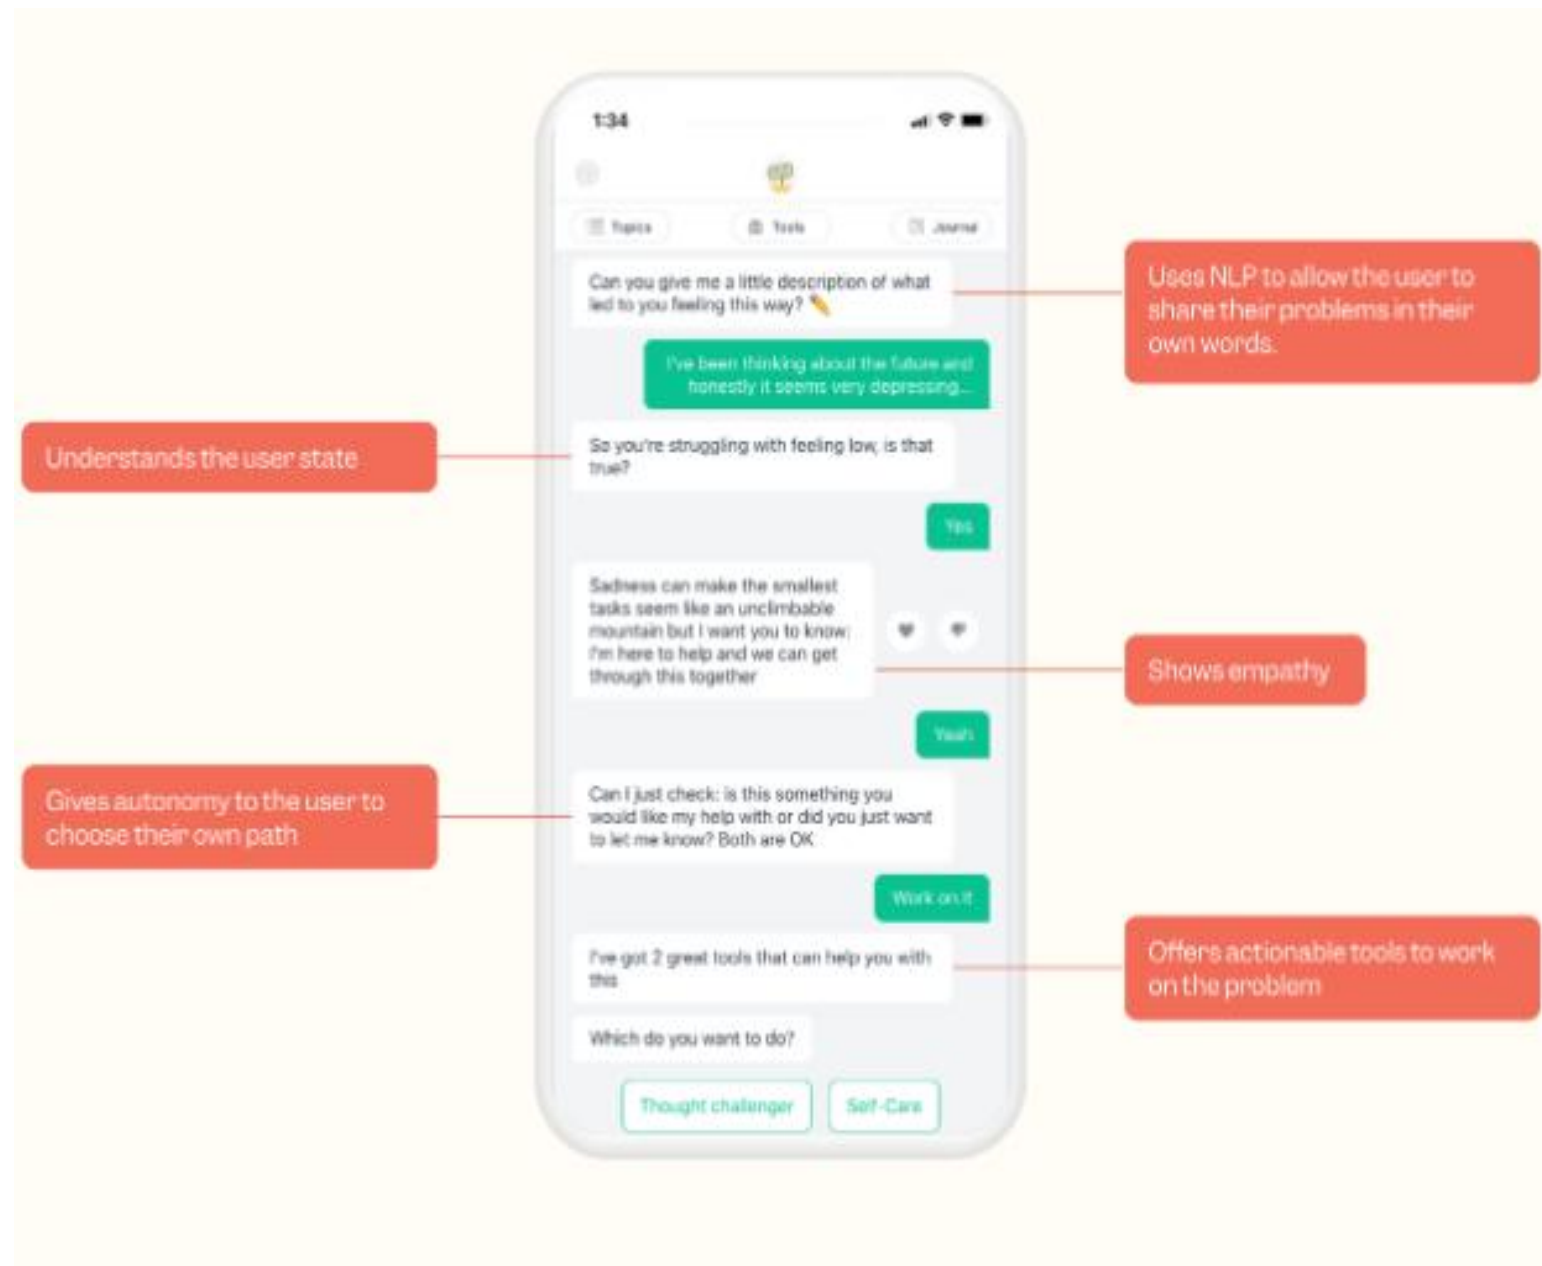 1:34
Topics
Tools
Journal
Can you give me a little description of what
led to you feeling this way?
Uses NLP to allow the user to
share their problems in their
own words.
I've been thinking about the future and
honestly it seems very depressing...
Understands the user state
So you're struggling with feeling low, is that
true?
Yes
Sadness can make the smallest
tasks seem like an unclimbable
mountain but I want you to know:
I'm here to help and we can get
through this together
Shows empathy
Yeah
Gives autonomy to the user to
choose their own path
Can I just check: is this something you
would like my help with or did you just want
to let me know? Both are OK
Work on it
I've got 2 great tools that can help you with
this
Offers actionable tools to work
on the problem
Which do you want to do?
Thought challenger
Self-Care